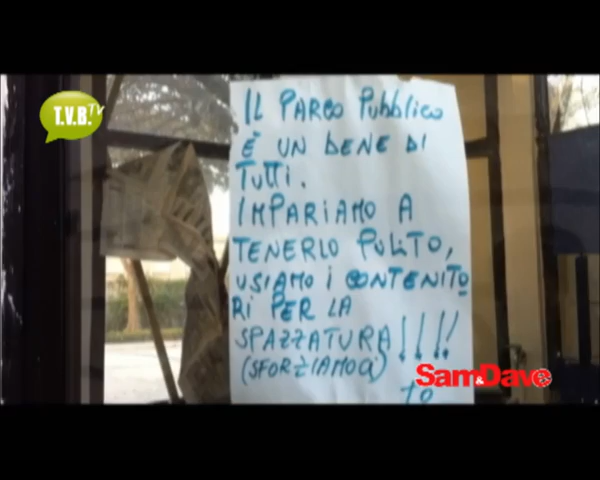 T.V.B. TV
IL PARCO PUbblico
È UN BENE DI
TUTTI.
IMPARIAMO A
TENERLO PULITO,
USIAMO i CONTENITO
RI PER LA
SPAZZATURA!!!!
(SFORZIAMOCI)
Sam&Dave